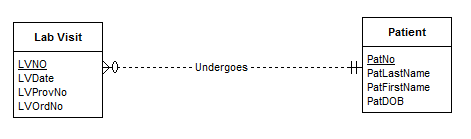 Lab Visit
LVNO
LVDate
LVProvNo
LVOrdNo
Undergoes
Patient
PatNo
PatLastName
PatFirstName
PatDOB